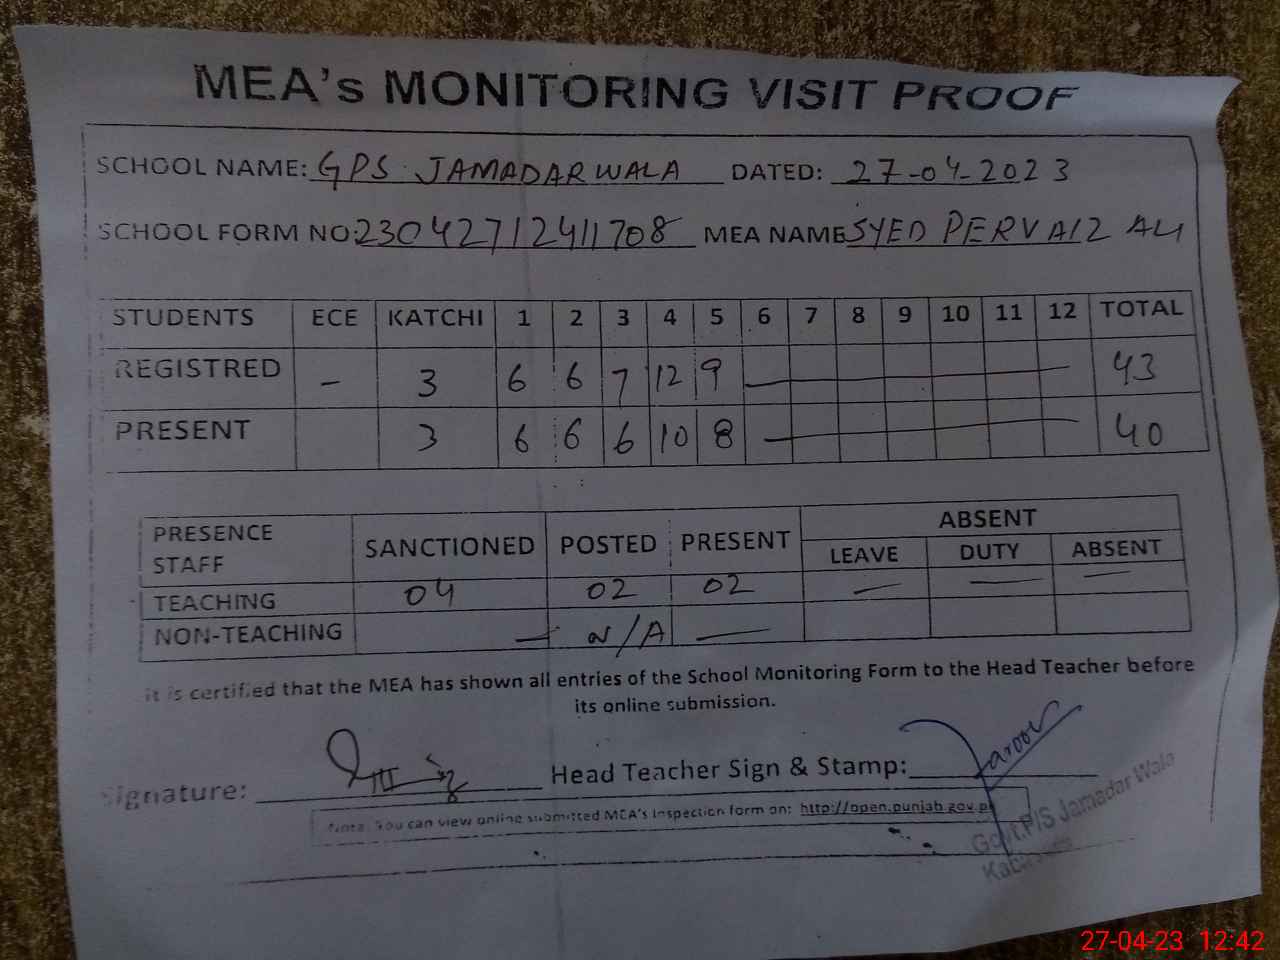 MEA's MONITORING VISIT PROOF
SCHOOL NAME: GPS. JAMADARWALA DATED: 27-04-2023
SCHOOL FORM NO: 23042712411708 MEA NAME SYED PERVAIZ ALI
STUDENTS ECE KATCHI 1 2 3 4 5 6 7 8 9 10 11 12 TOTAL
REGISTRED - 3 6 6 7 12 9 — 43
PRESENT 3 6 6 6 10 8 — 40
PRESENCE STAFF SANCTIONED POSTED PRESENT ABSENT
LEAVE DUTY ABSENT
TEACHING 04 02 02 — — —
NON-TEACHING — N/A —
it is certified that the MEA has shown all entries of the School Monitoring Form to the Head Teacher before
its online submission.
Signature: Head Teacher Sign & Stamp: Farooq
Note: You can view online submitted MEA's Inspection form on: http://open.punjab.gov.p
Govt.P/S Jamadar Wala
27-04-23 12:42